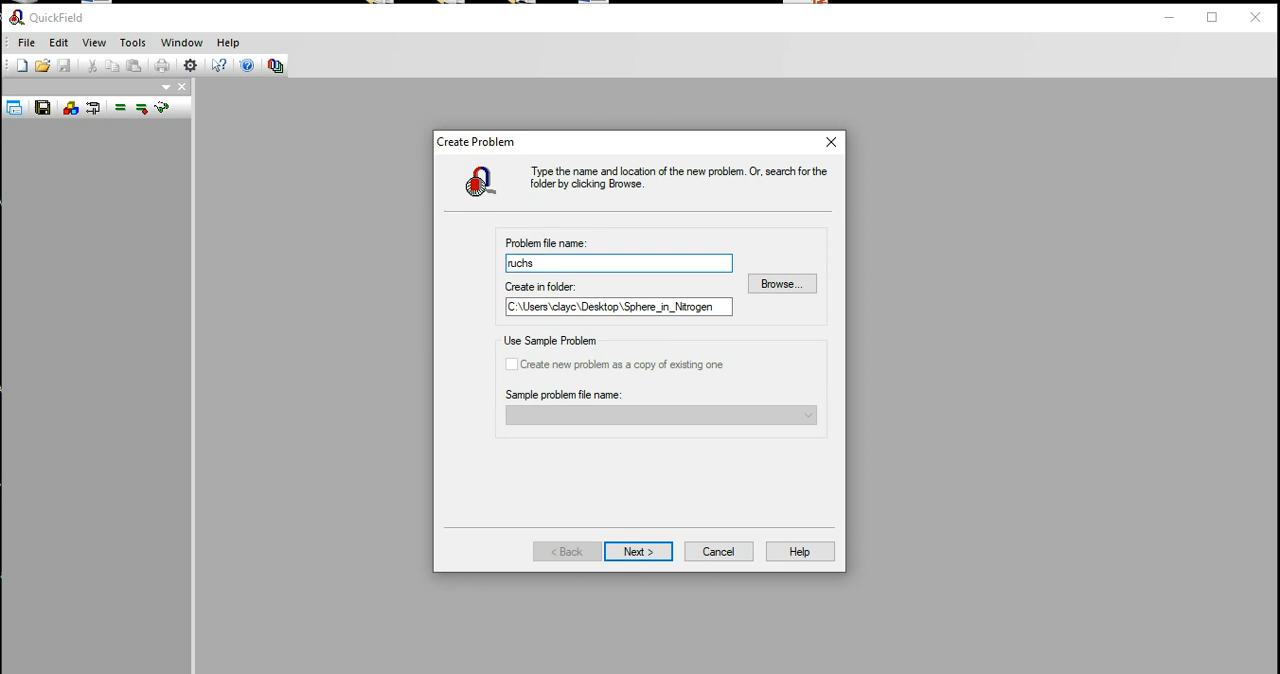 QuickField
File Edit View Tools Window Help
Create Problem
Type the name and location of the new problem. Or, search for the
folder by clicking Browse.
Problem file name:
ruchs
Create in folder:
Browse...
C:\Users\clayc\Desktop\Sphere_in_Nitrogen
Use Sample Problem
Create new problem as a copy of existing one
Sample problem file name:
< Back Next > Cancel Help